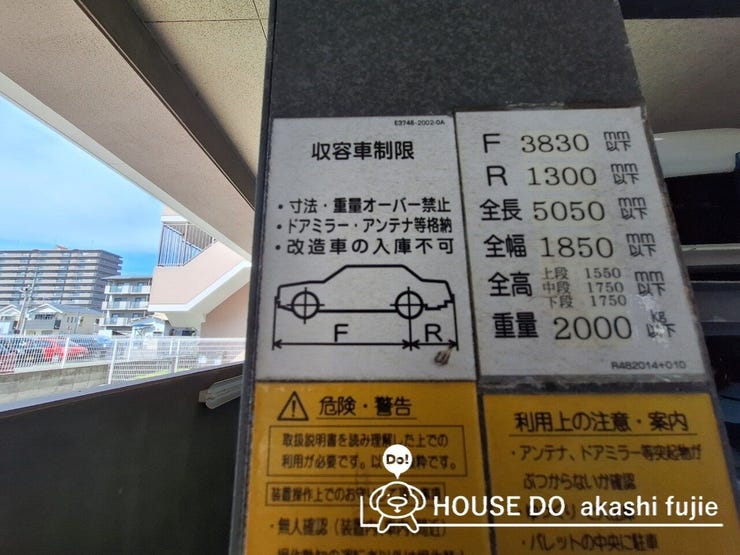 E3748-2002-0A
収容車制限
・寸法・重量オーバー禁止
・ドアミラー・アンテナ等格納
・改造車の入庫不可
F
R
F 3830 mm以下
R 1300 mm以下
全長 5050 mm以下
全幅 1850 mm以下
全高 上段 1550 mm以下
中段 1750
下段 1750
重量 2000 kg以下
R482014+01D
危険・警告
取扱説明書を読み理解した上での
利用が必要です。
装置操作上での
・無人確認
利用上の注意・案内
・アンテナ、ドアミラー等突起物が
ぶつからないか確認
・パレットの中央に駐車
Do!
HOUSE DO akashi fujie